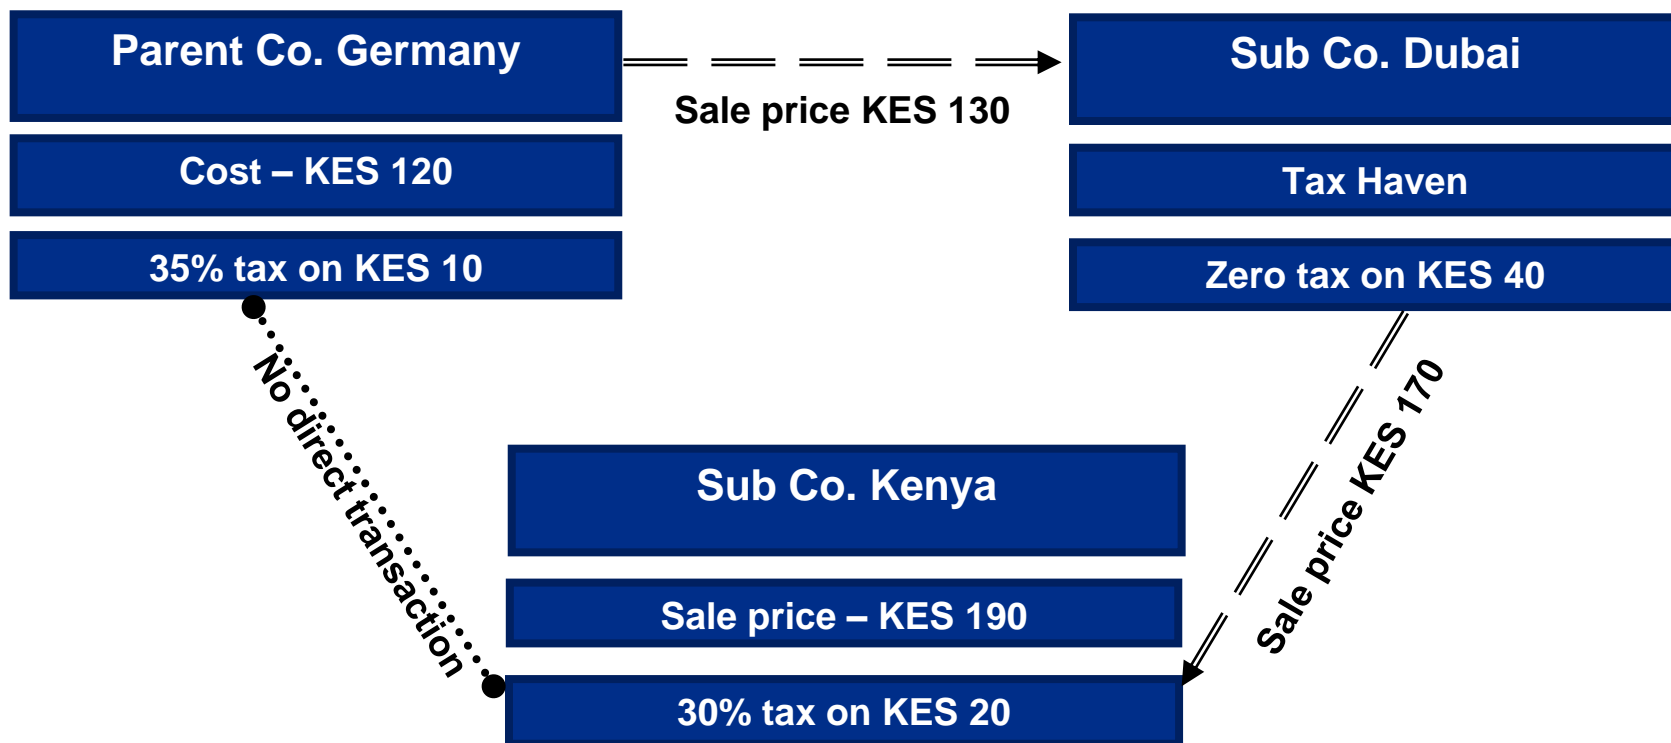 Parent Co. Germany
Cost – KES 120
35% tax on KES 10
Sale price KES 130
Sub Co. Dubai
Tax Haven
Zero tax on KES 40
No direct transaction
Sale price KES 170
Sub Co. Kenya
Sale price – KES 190
30% tax on KES 20